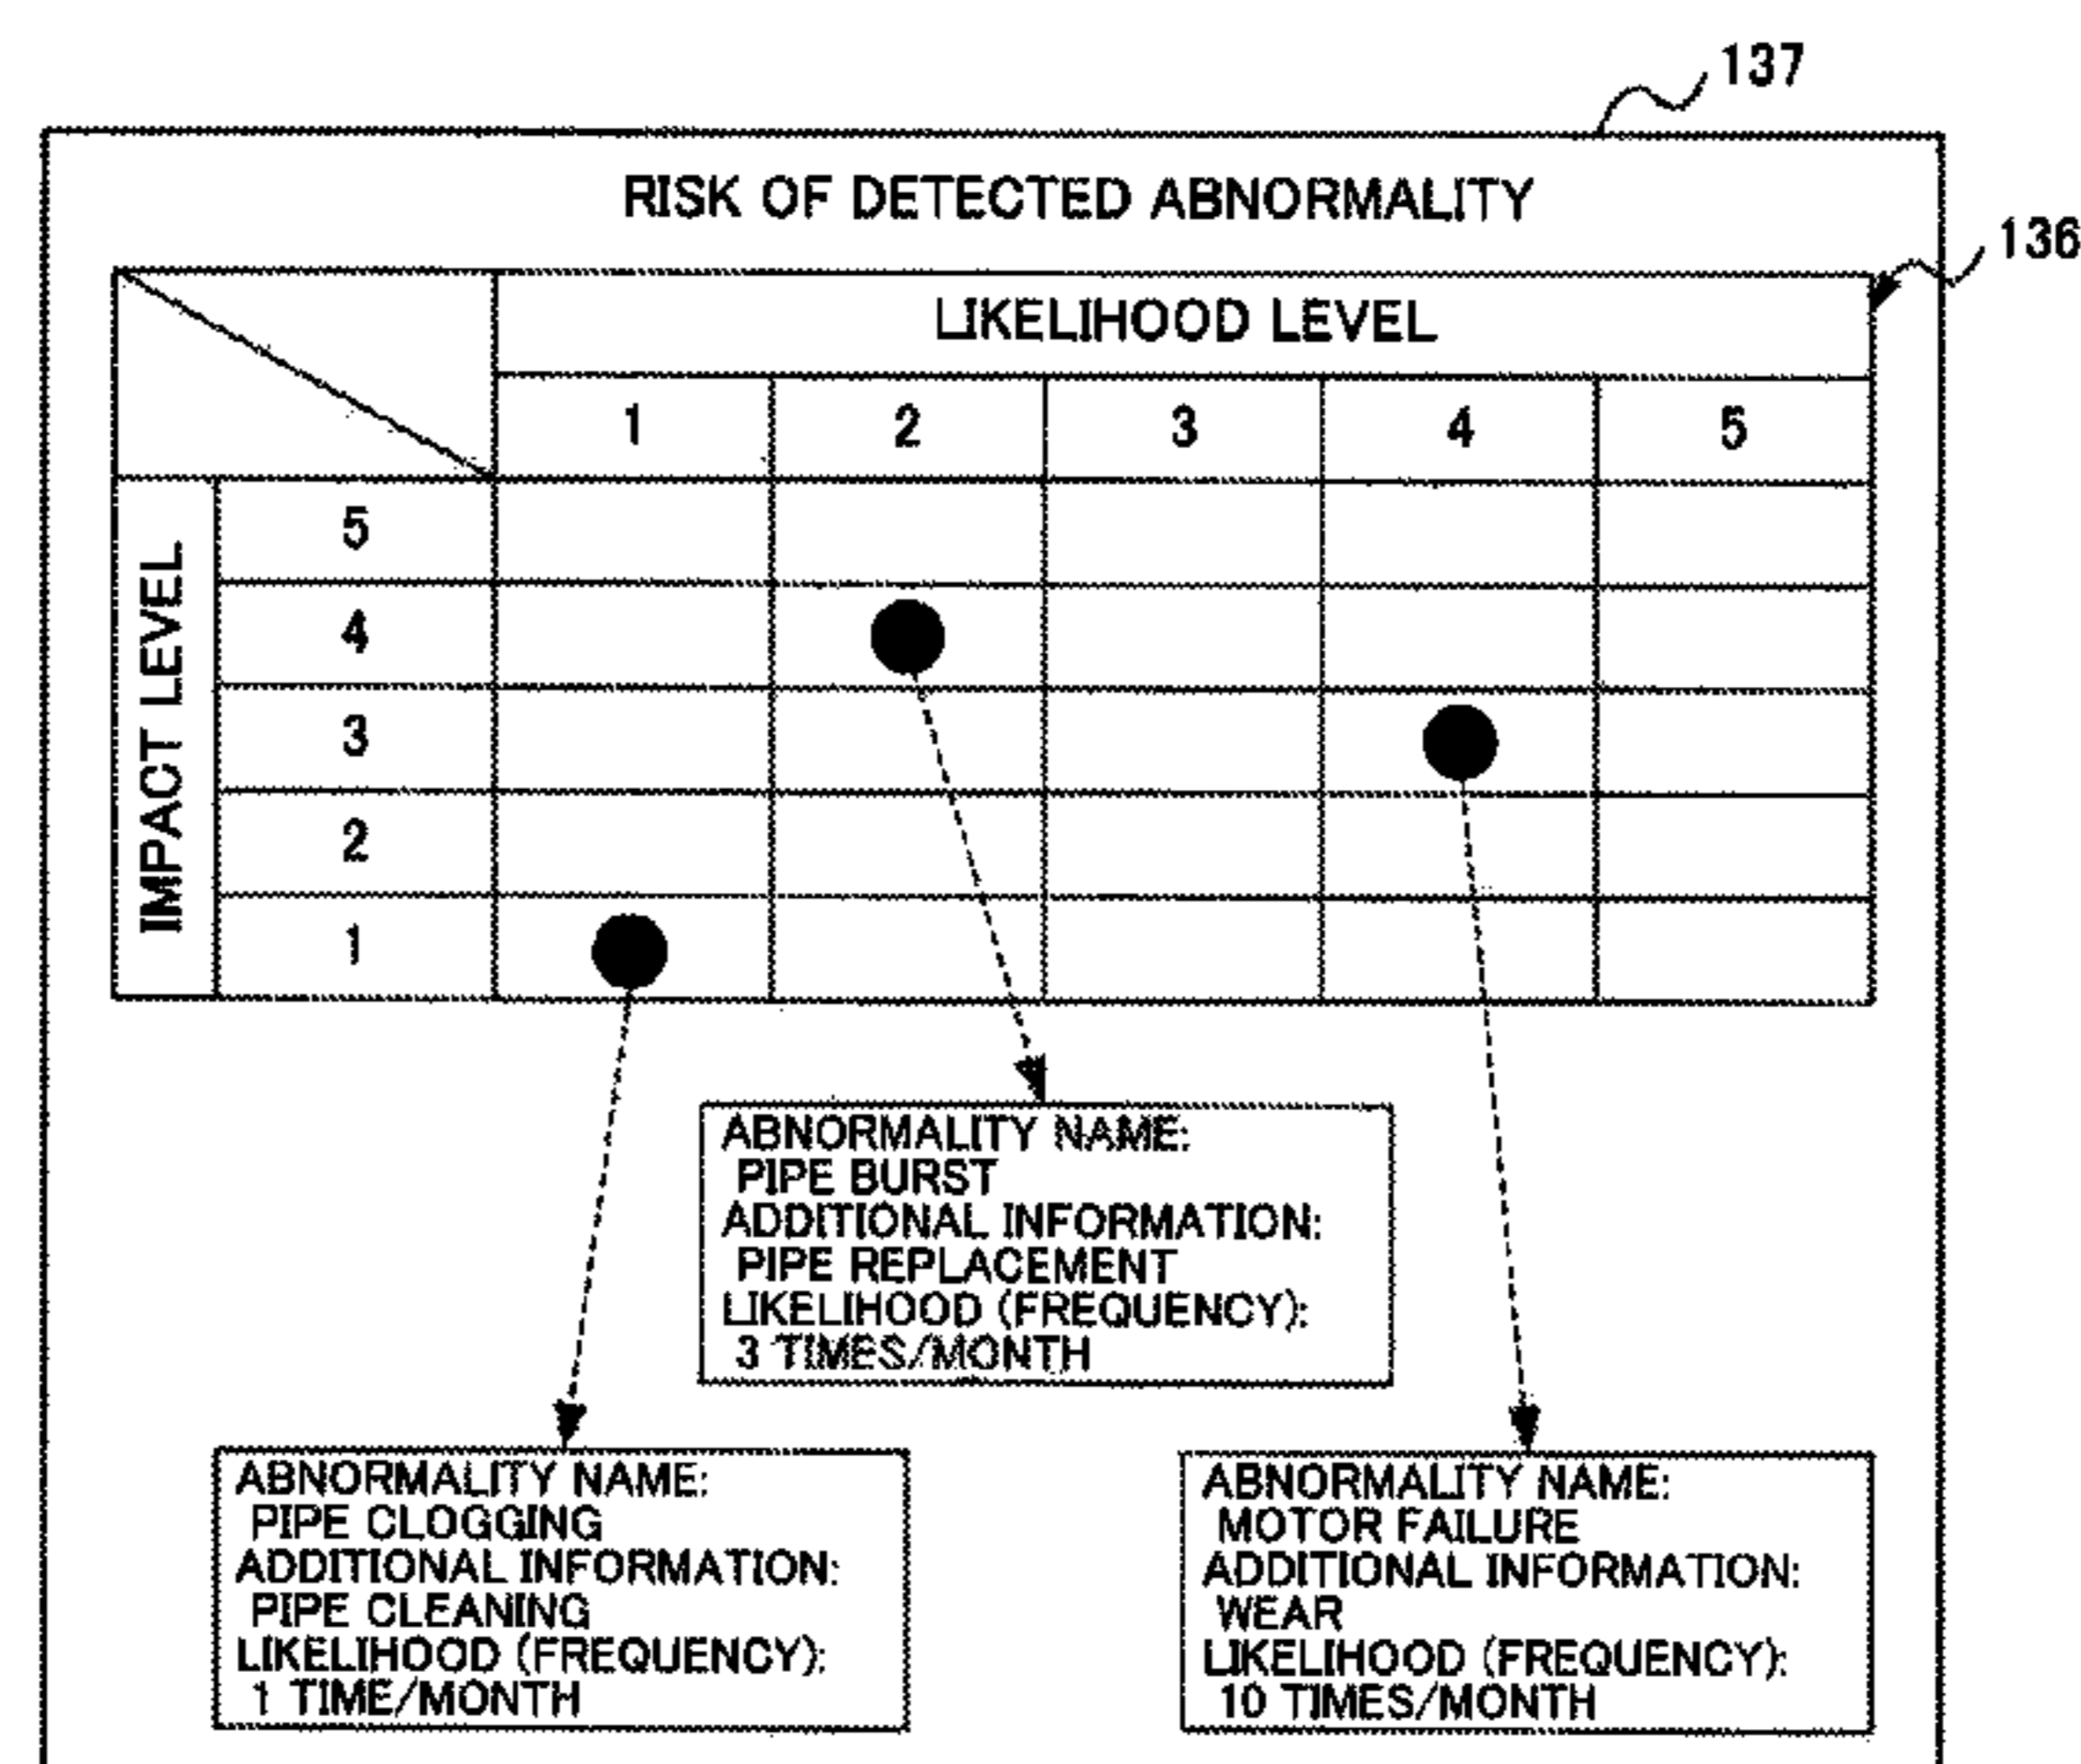 137
RISK OF DETECTED ABNORMALITY
136
LIKELIHOOD LEVEL
1 2 3 4 5
IMPACT LEVEL
5
4
3
2
1
ABNORMALITY NAME:
PIPE BURST
ADDITIONAL INFORMATION:
PIPE REPLACEMENT
LIKELIHOOD (FREQUENCY):
3 TIMES/MONTH
ABNORMALITY NAME:
PIPE CLOGGING
ADDITIONAL INFORMATION:
PIPE CLEANING
LIKELIHOOD (FREQUENCY):
1 TIME/MONTH
ABNORMALITY NAME:
MOTOR FAILURE
ADDITIONAL INFORMATION:
WEAR
LIKELIHOOD (FREQUENCY):
10 TIMES/MONTH